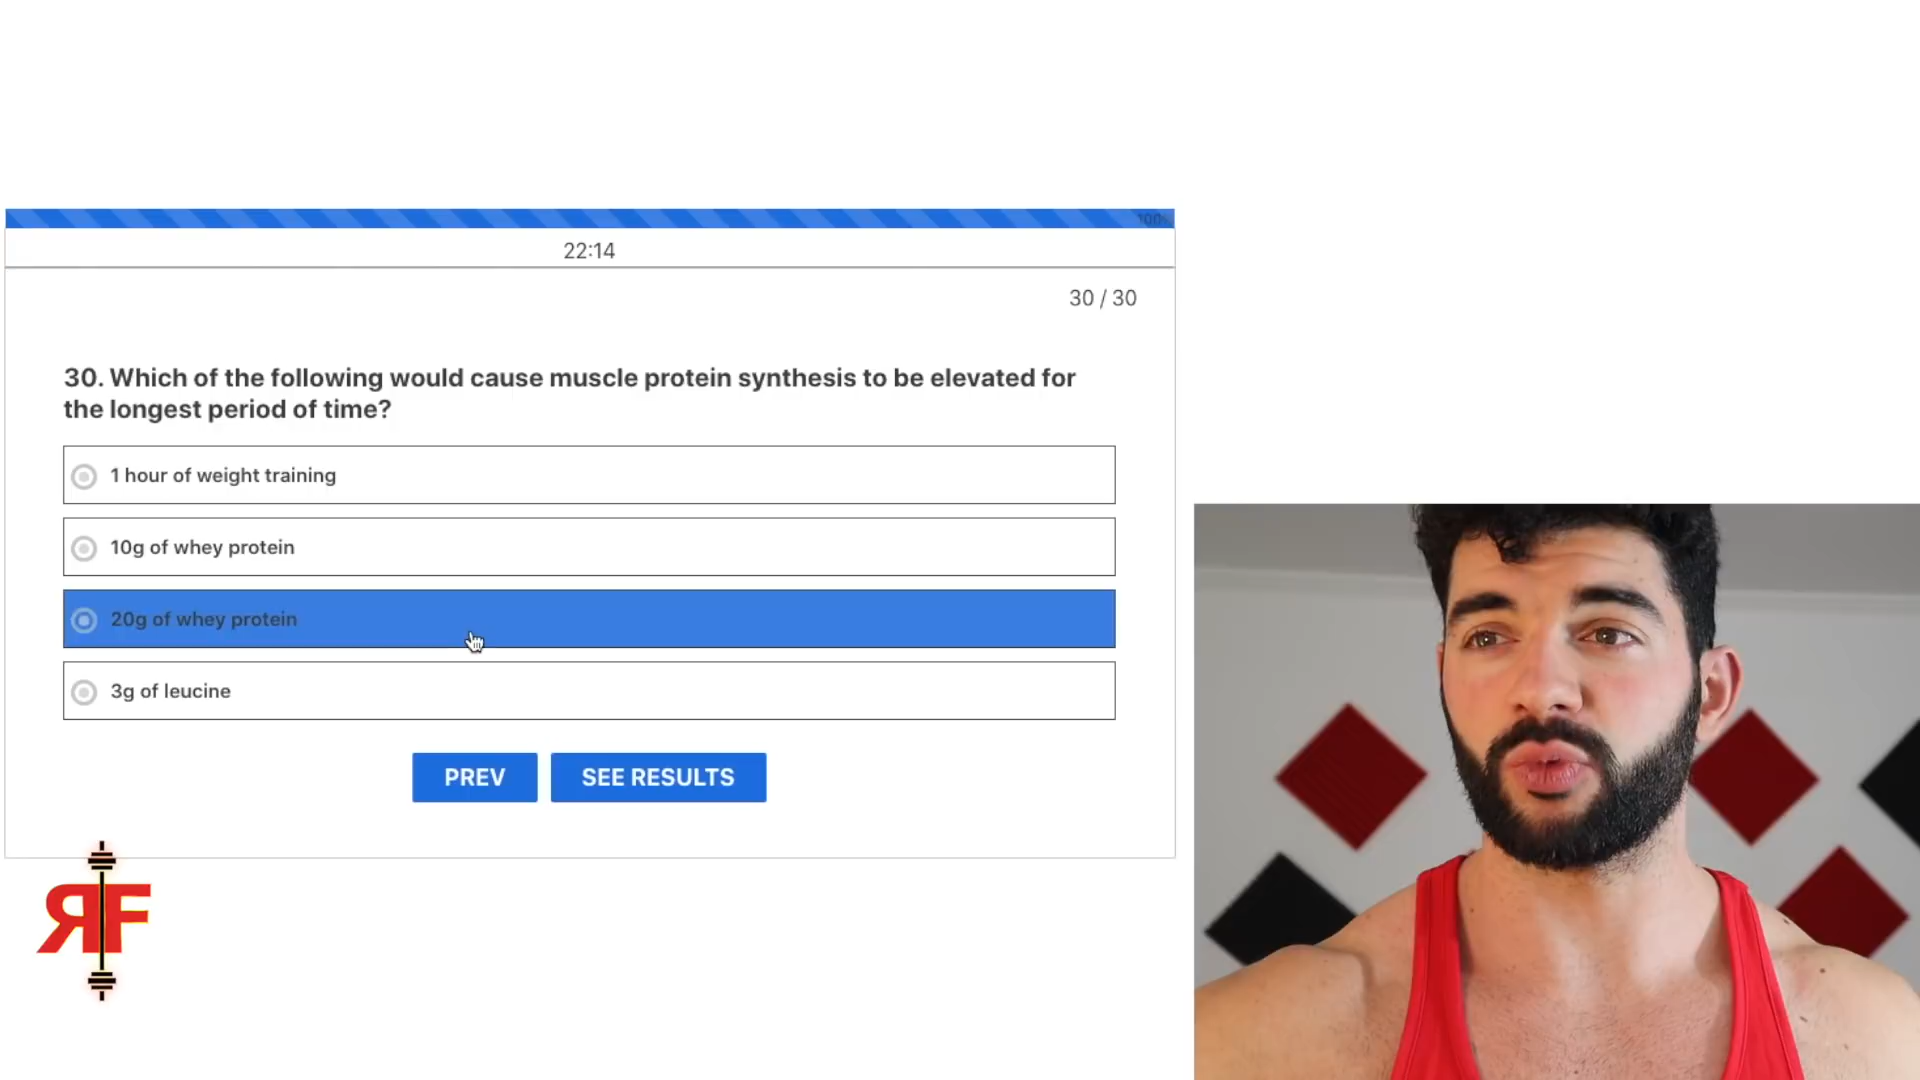 100%
22:14
30 / 30
30. Which of the following would cause muscle protein synthesis to be elevated for
the longest period of time?
1 hour of weight training
10g of whey protein
20g of whey protein
3g of leucine
PREV
SEE RESULTS
RF